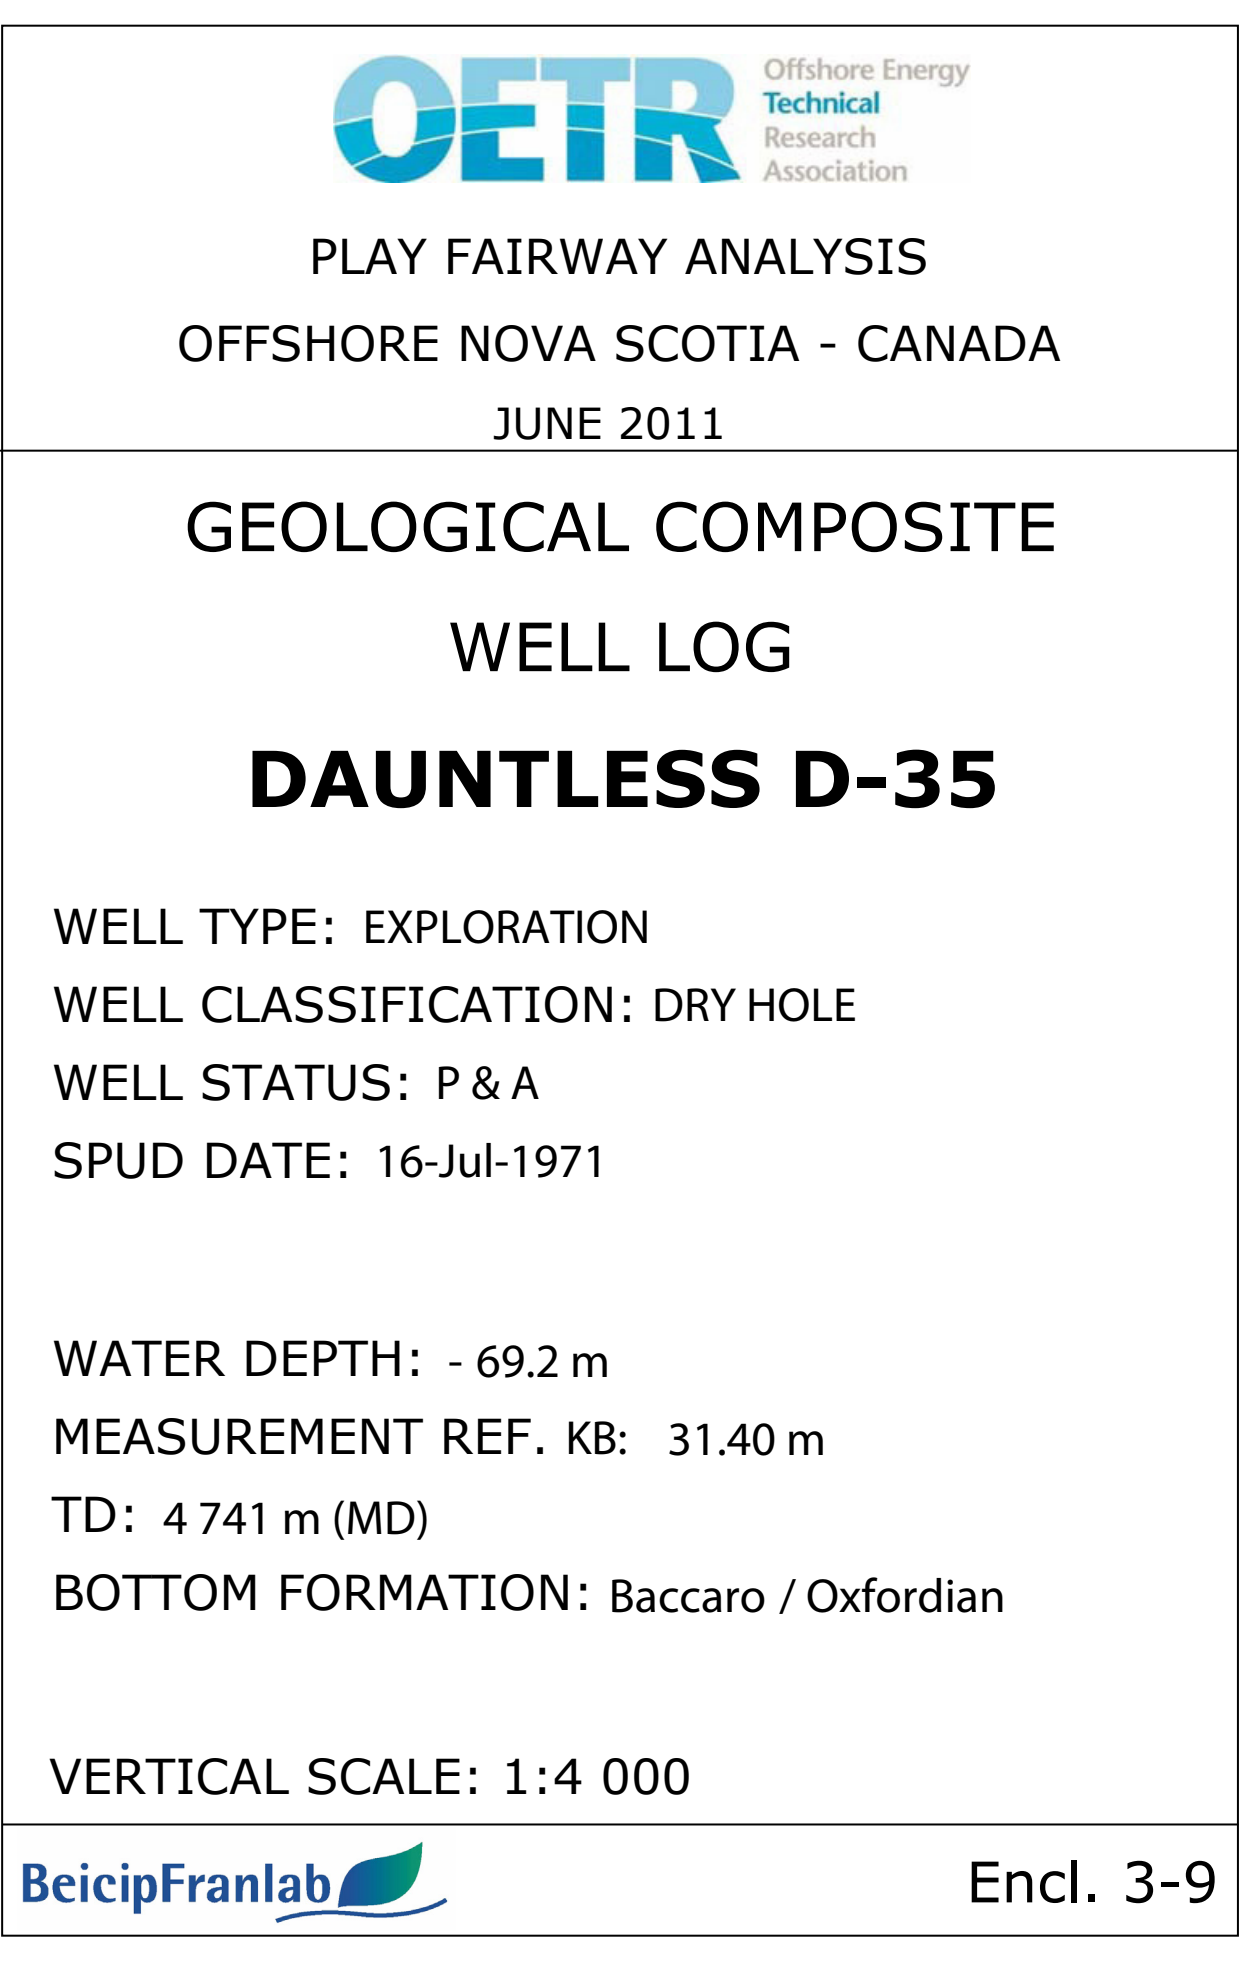 OETR
Offshore Energy
Technical
Research
Association
PLAY FAIRWAY ANALYSIS
OFFSHORE NOVA SCOTIA - CANADA
JUNE 2011
GEOLOGICAL COMPOSITE
WELL LOG
DAUNTLESS D-35
WELL TYPE: EXPLORATION
WELL CLASSIFICATION: DRY HOLE
WELL STATUS: P & A
SPUD DATE: 16-Jul-1971
WATER DEPTH: - 69.2 m
MEASUREMENT REF. KB: 31.40 m
TD: 4 741 m (MD)
BOTTOM FORMATION: Baccaro / Oxfordian
VERTICAL SCALE: 1:4 000
BeicipFranlab
Encl. 3-9